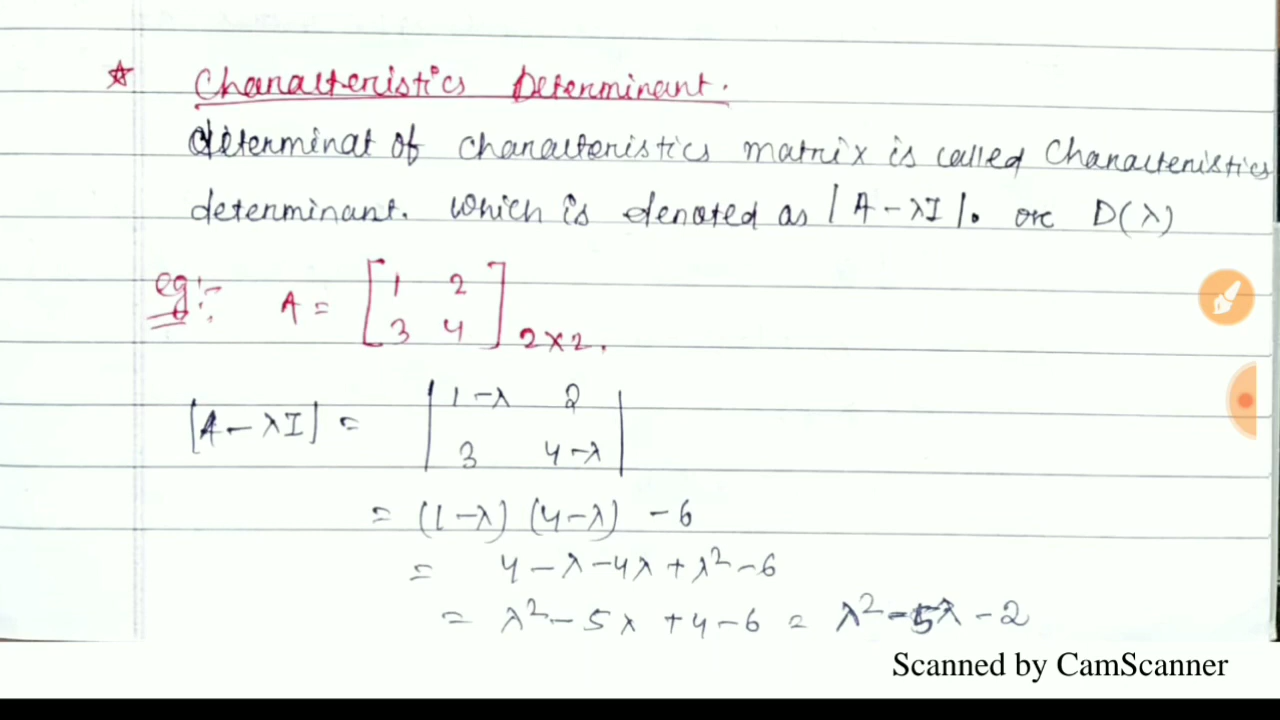 ☆ Characteristics Determinant.
determinat of characteristics matrix is called Characteristics
determinant. which is denoted as |A-λI|. or D(λ)
eg:- A = [1 2
3 4] 2×2.
|A-λI| = |1-λ 2
3 4-λ|
= (1-λ) (4-λ) -6
= 4-λ-4λ+λ²-6
= λ²-5λ+4-6 = λ²-5λ-2
Scanned by CamScanner